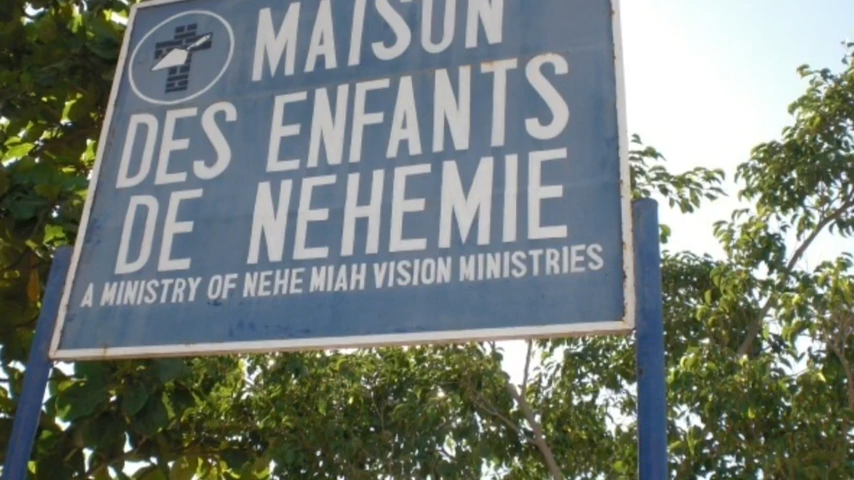 MAISON
DES ENFANTS
DE NEHEMIE
A MINISTRY OF NEHE MIAH VISION MINISTRIES